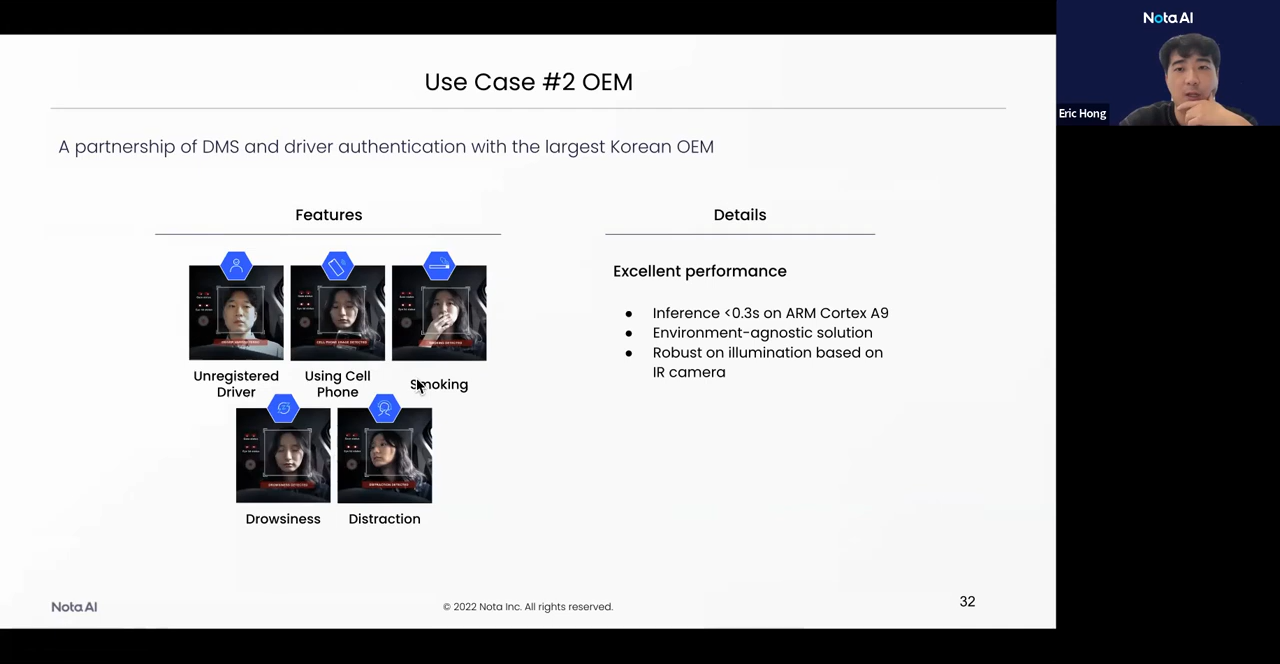 Nota AI
Eric Hong
Use Case #2 OEM
A partnership of DMS and driver authentication with the largest Korean OEM
Features
Details
Unregistered
Driver
Using Cell
Phone
Smoking
Drowsiness
Distraction
Excellent performance
● Inference <0.3s on ARM Cortex A9
● Environment-agnostic solution
● Robust on illumination based on
IR camera
Nota AI
© 2022 Nota Inc. All rights reserved.
32